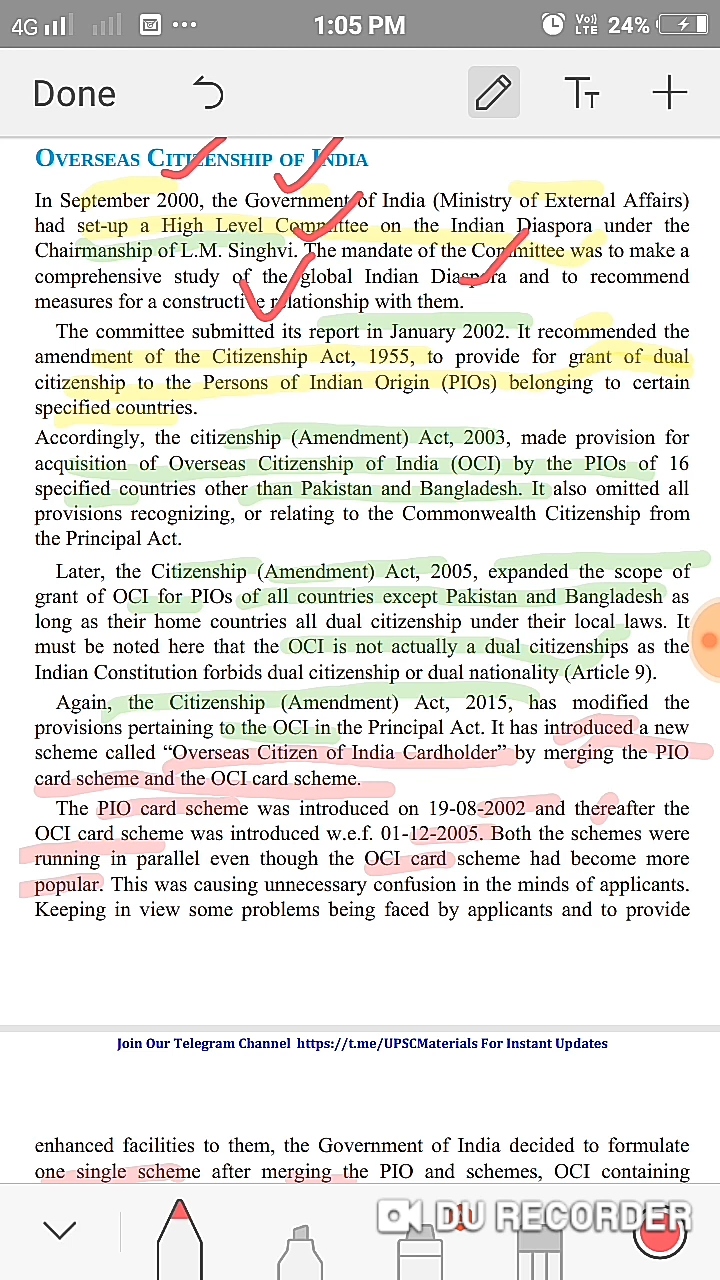 4G 1:05 PM Vo)) LTE 24%
Done TT
OVERSEAS CITIZENSHIP OF INDIA
In September 2000, the Government of India (Ministry of External Affairs)
had set-up a High Level Committee on the Indian Diaspora under the
Chairmanship of L.M. Singhvi. The mandate of the Committee was to make a
comprehensive study of the global Indian Diaspora and to recommend
measures for a constructive relationship with them.
The committee submitted its report in January 2002. It recommended the
amendment of the Citizenship Act, 1955, to provide for grant of dual
citizenship to the Persons of Indian Origin (PIOs) belonging to certain
specified countries.
Accordingly, the citizenship (Amendment) Act, 2003, made provision for
acquisition of Overseas Citizenship of India (OCI) by the PIOs of 16
specified countries other than Pakistan and Bangladesh. It also omitted all
provisions recognizing, or relating to the Commonwealth Citizenship from
the Principal Act.
Later, the Citizenship (Amendment) Act, 2005, expanded the scope of
grant of OCI for PIOs of all countries except Pakistan and Bangladesh as
long as their home countries all dual citizenship under their local laws. It
must be noted here that the OCI is not actually a dual citizenships as the
Indian Constitution forbids dual citizenship or dual nationality (Article 9).
Again, the Citizenship (Amendment) Act, 2015, has modified the
provisions pertaining to the OCI in the Principal Act. It has introduced a new
scheme called “Overseas Citizen of India Cardholder” by merging the PIO
card scheme and the OCI card scheme.
The PIO card scheme was introduced on 19-08-2002 and thereafter the
OCI card scheme was introduced w.e.f. 01-12-2005. Both the schemes were
running in parallel even though the OCI card scheme had become more
popular. This was causing unnecessary confusion in the minds of applicants.
Keeping in view some problems being faced by applicants and to provide
Join Our Telegram Channel https://t.me/UPSCMaterials For Instant Updates
enhanced facilities to them, the Government of India decided to formulate
one single scheme after merging the PIO and schemes, OCI containing
DU RECORDER